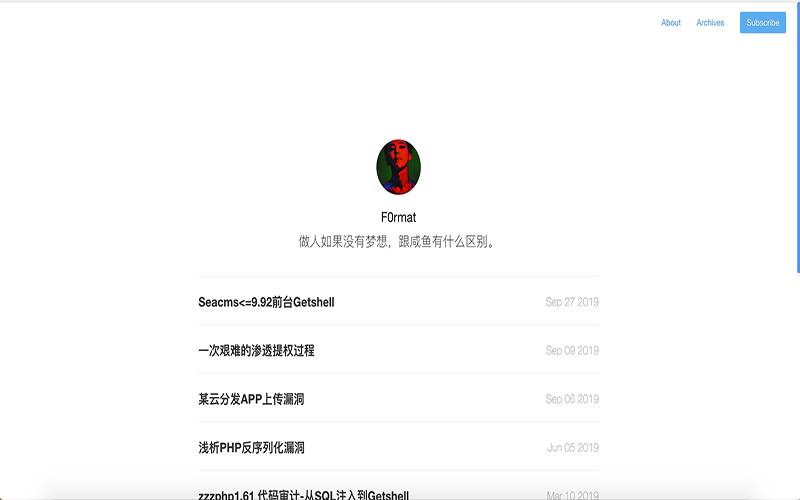 About Archives Subscribe
F0rmat
做人如果没有梦想，跟咸鱼有什么区别。
Seacms<=9.92前台Getshell Sep 27 2019
一次艰难的渗透提权过程 Sep 09 2019
某云分发APP上传漏洞 Sep 06 2019
浅析PHP反序列化漏洞 Jun 05 2019
zzzphp1.61 代码审计-从SQL注入到Getshell Mar 10 2019